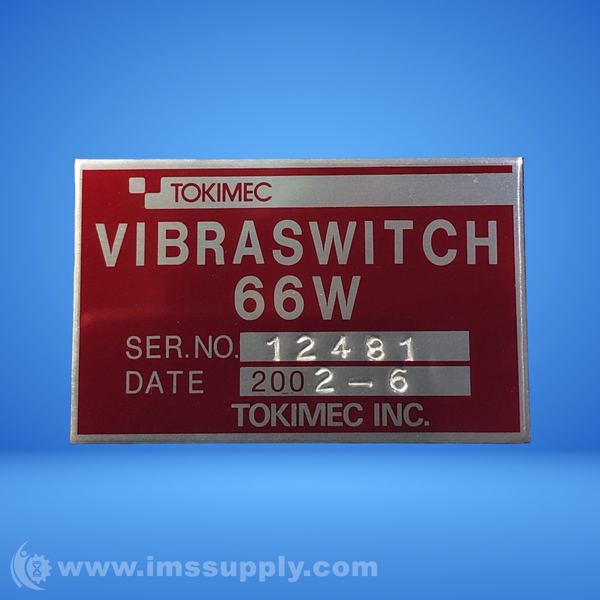 TOKIMEC
VIBRASWITCH
66W
SER.NO. 12481
DATE 2002-6
TOKIMEC INC.
www.imssupply.com